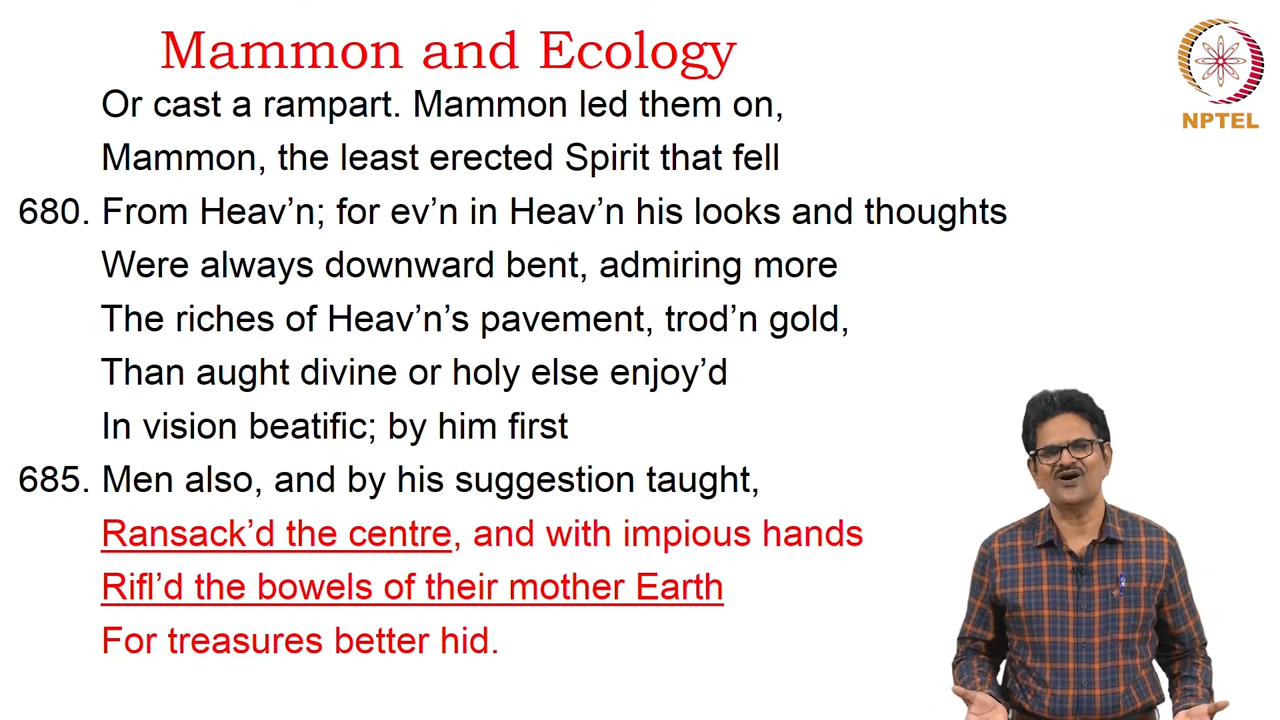 Mammon and Ecology
NPTEL
Or cast a rampart. Mammon led them on,
Mammon, the least erected Spirit that fell
680. From Heav’n; for ev’n in Heav’n his looks and thoughts
Were always downward bent, admiring more
The riches of Heav’n’s pavement, trod’n gold,
Than aught divine or holy else enjoy’d
In vision beatific; by him first
685. Men also, and by his suggestion taught,
Ransack’d the centre, and with impious hands
Rifl’d the bowels of their mother Earth
For treasures better hid.